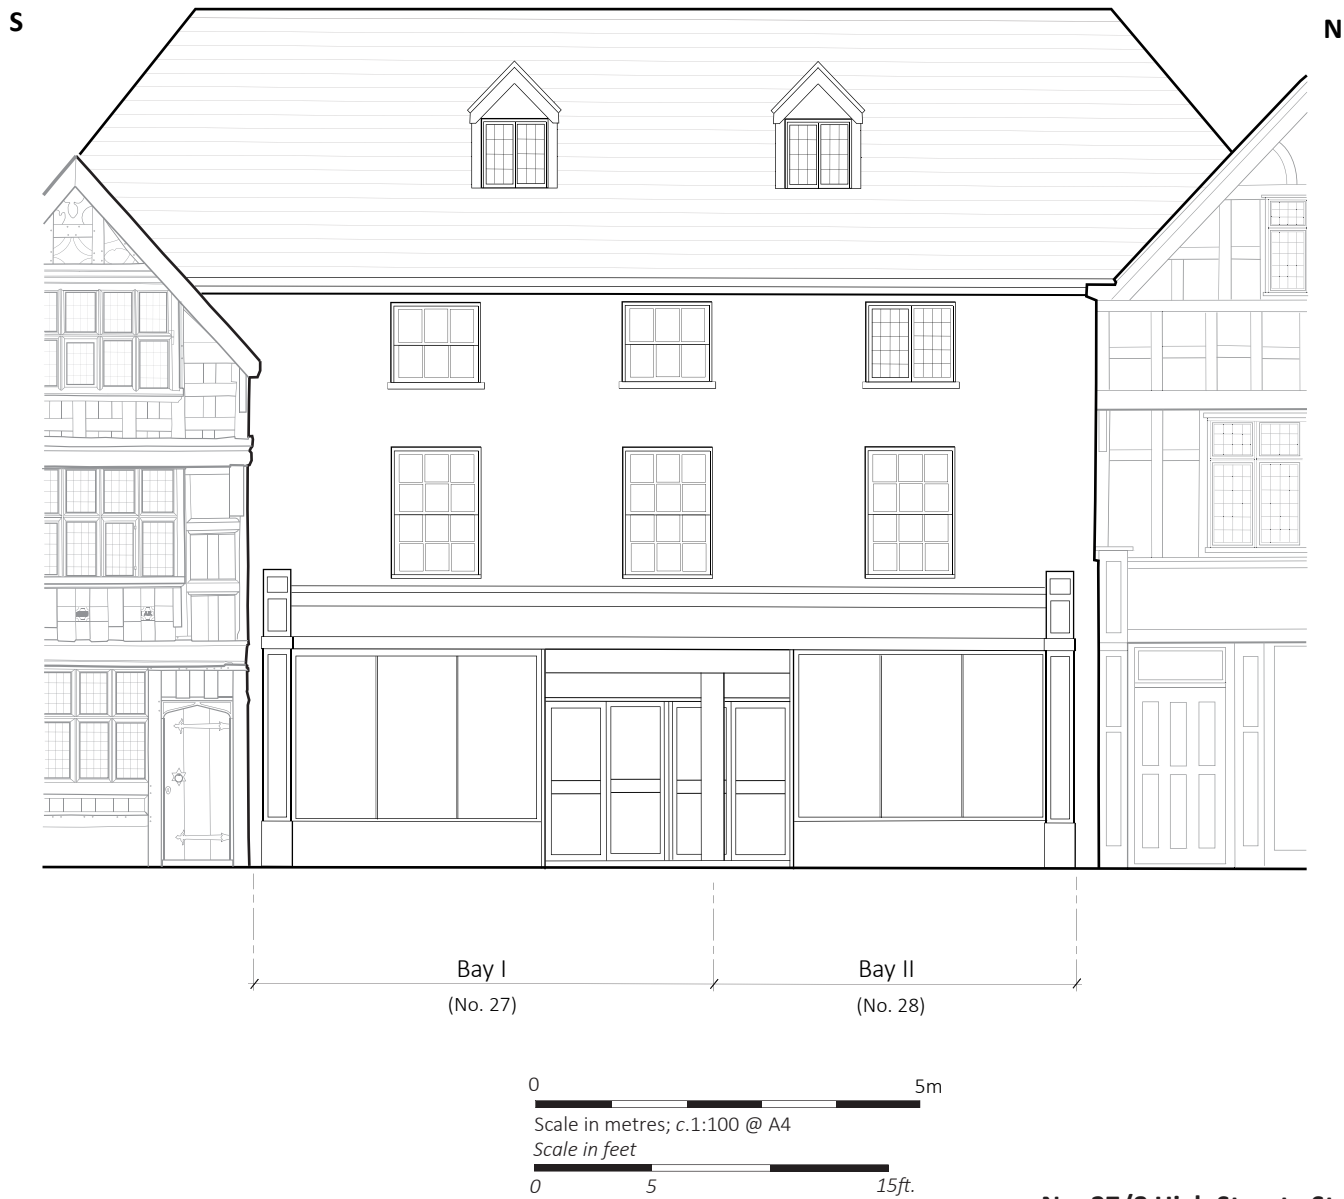 S
N
Bay I
Bay II
(No. 27)
(No. 28)
0
5m
Scale in metres; c.1:100 @ A4
Scale in feet
0
5
15ft.